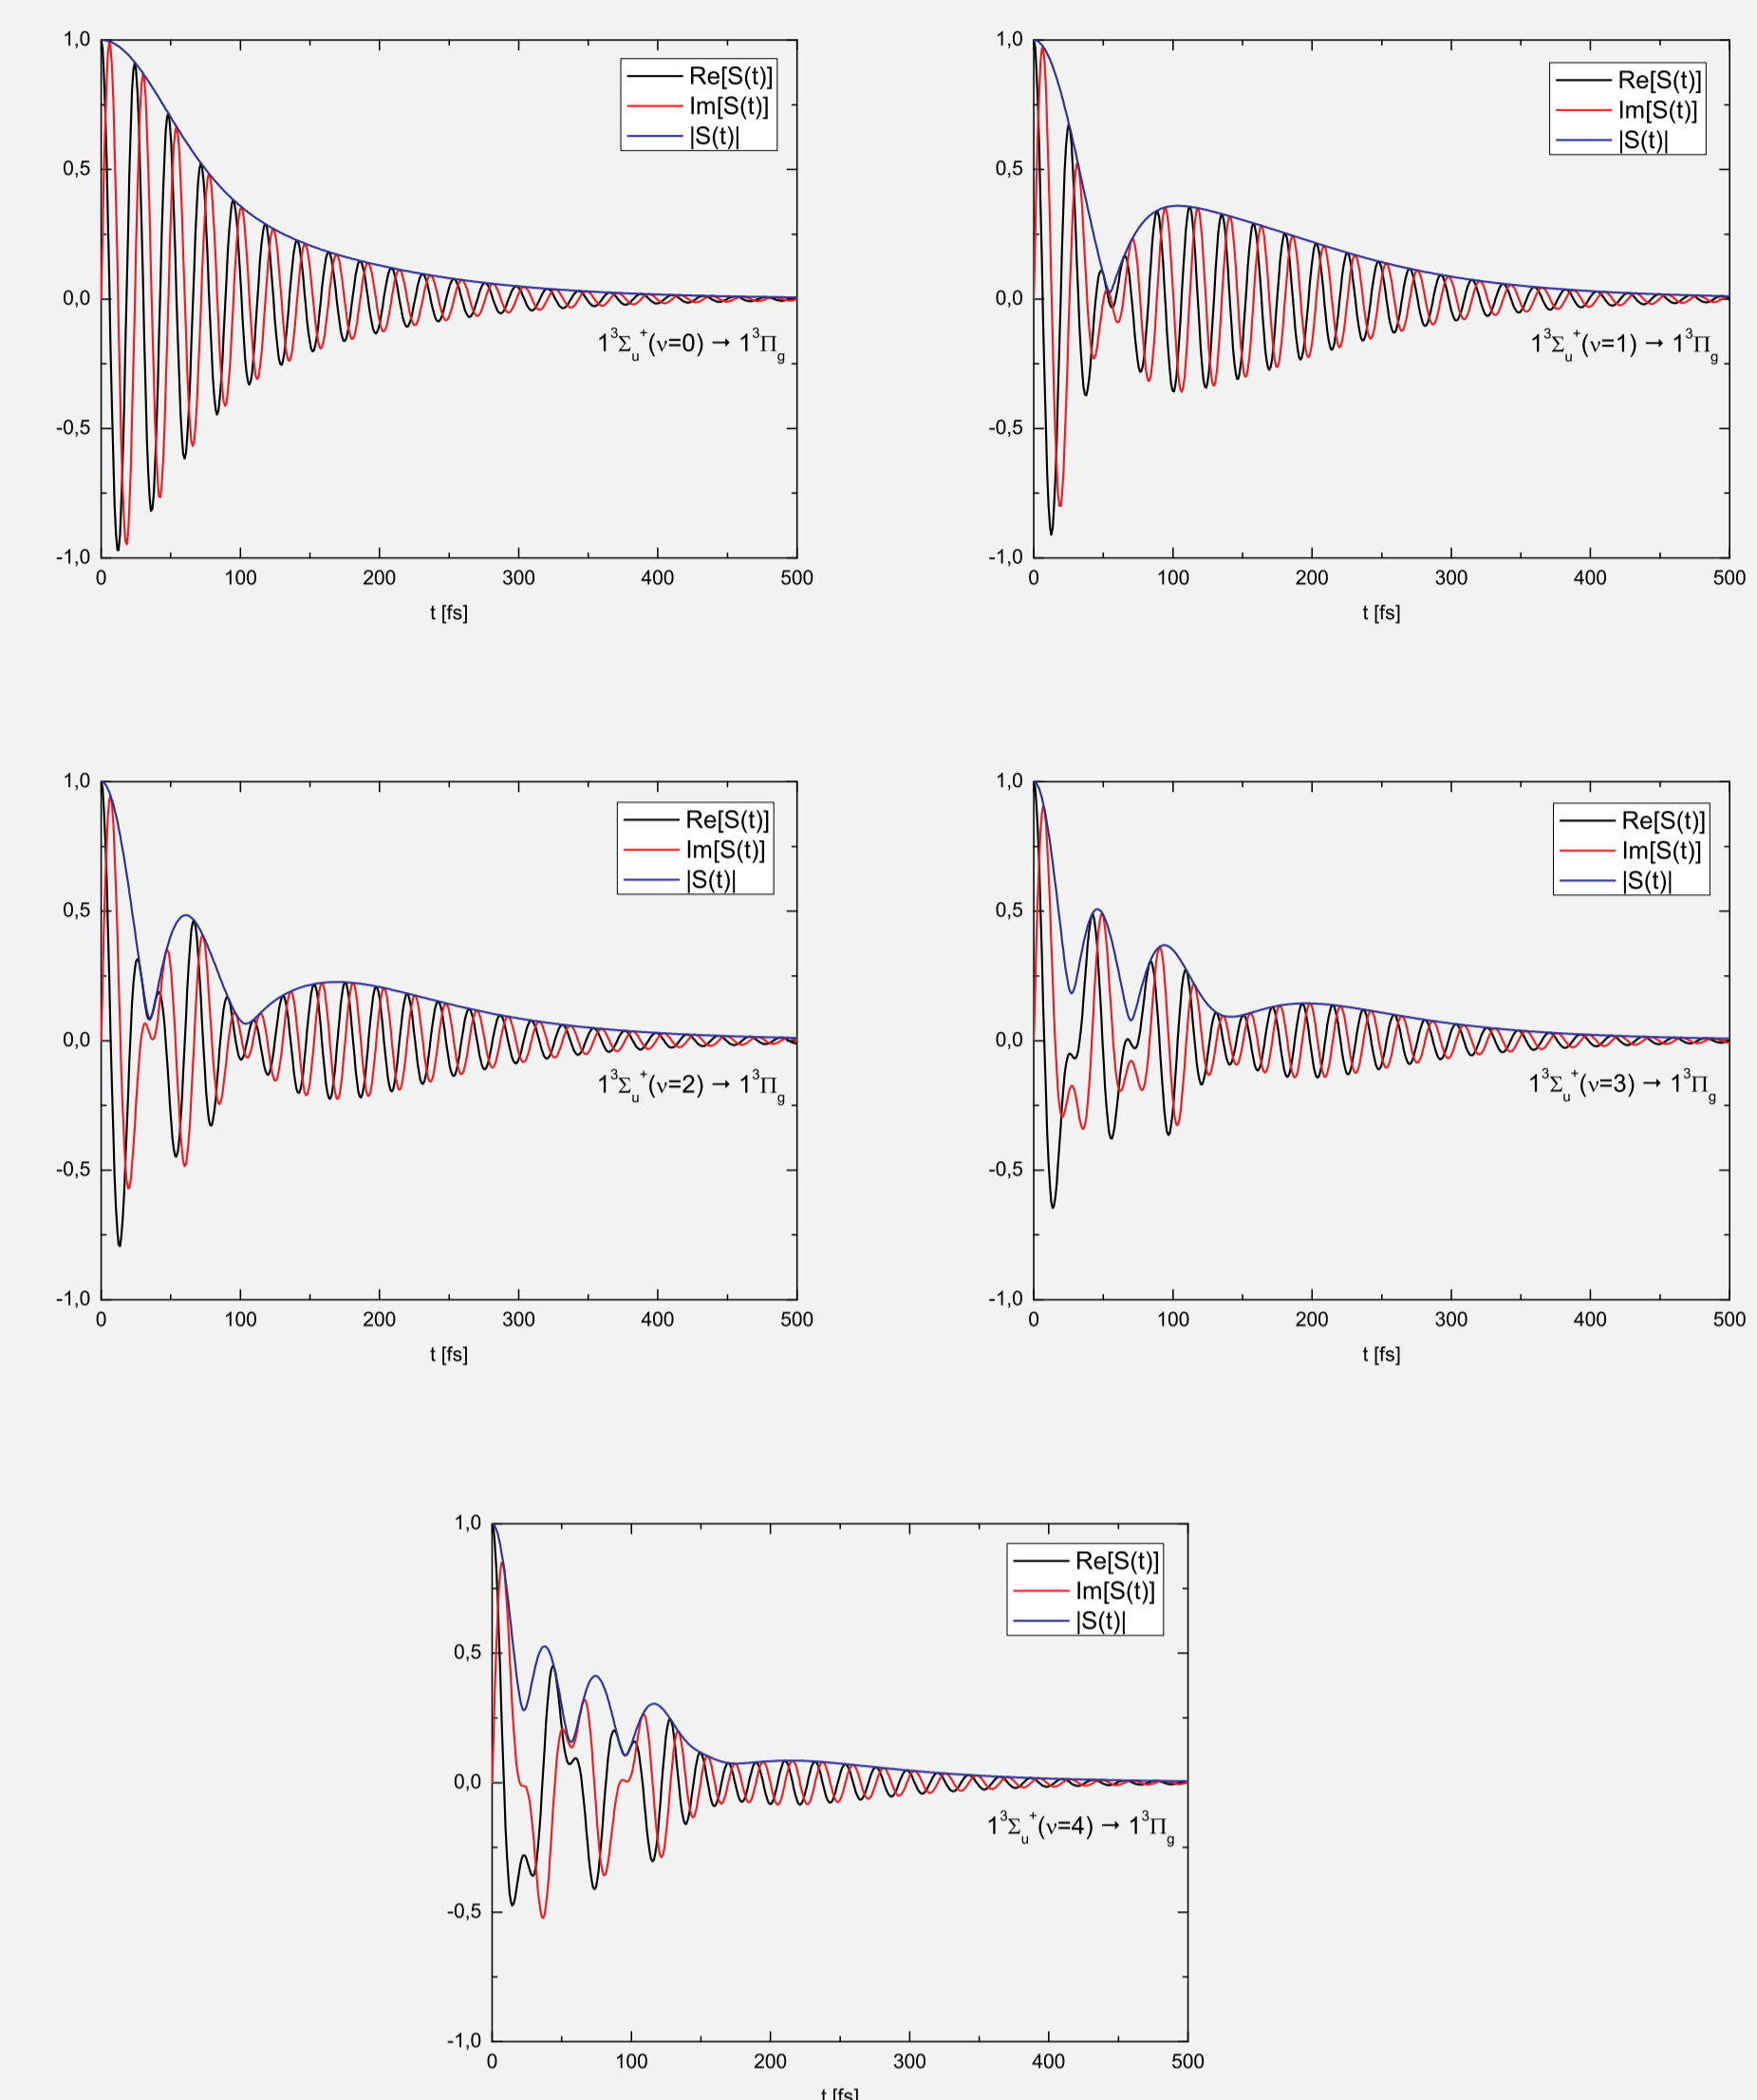 1,0
0,5
0,0
-0,5
-1,0
0 100 200 300 400 500
t [fs]
Re[S(t)]
Im[S(t)]
|S(t)|
1³Σᵤ⁺(ν=0) → 1³Πg
1,0
0,5
0,0
-0,5
-1,0
0 100 200 300 400 500
t [fs]
Re[S(t)]
Im[S(t)]
|S(t)|
1³Σᵤ⁺(ν=1) → 1³Πg
1,0
0,5
0,0
-0,5
-1,0
0 100 200 300 400 500
t [fs]
Re[S(t)]
Im[S(t)]
|S(t)|
1³Σᵤ⁺(ν=2) → 1³Πg
1,0
0,5
0,0
-0,5
-1,0
0 100 200 300 400 500
t [fs]
Re[S(t)]
Im[S(t)]
|S(t)|
1³Σᵤ⁺(ν=3) → 1³Πg
1,0
0,5
0,0
-0,5
-1,0
0 100 200 300 400 500
t [fs]
Re[S(t)]
Im[S(t)]
|S(t)|
1³Σᵤ⁺(ν=4) → 1³Πg